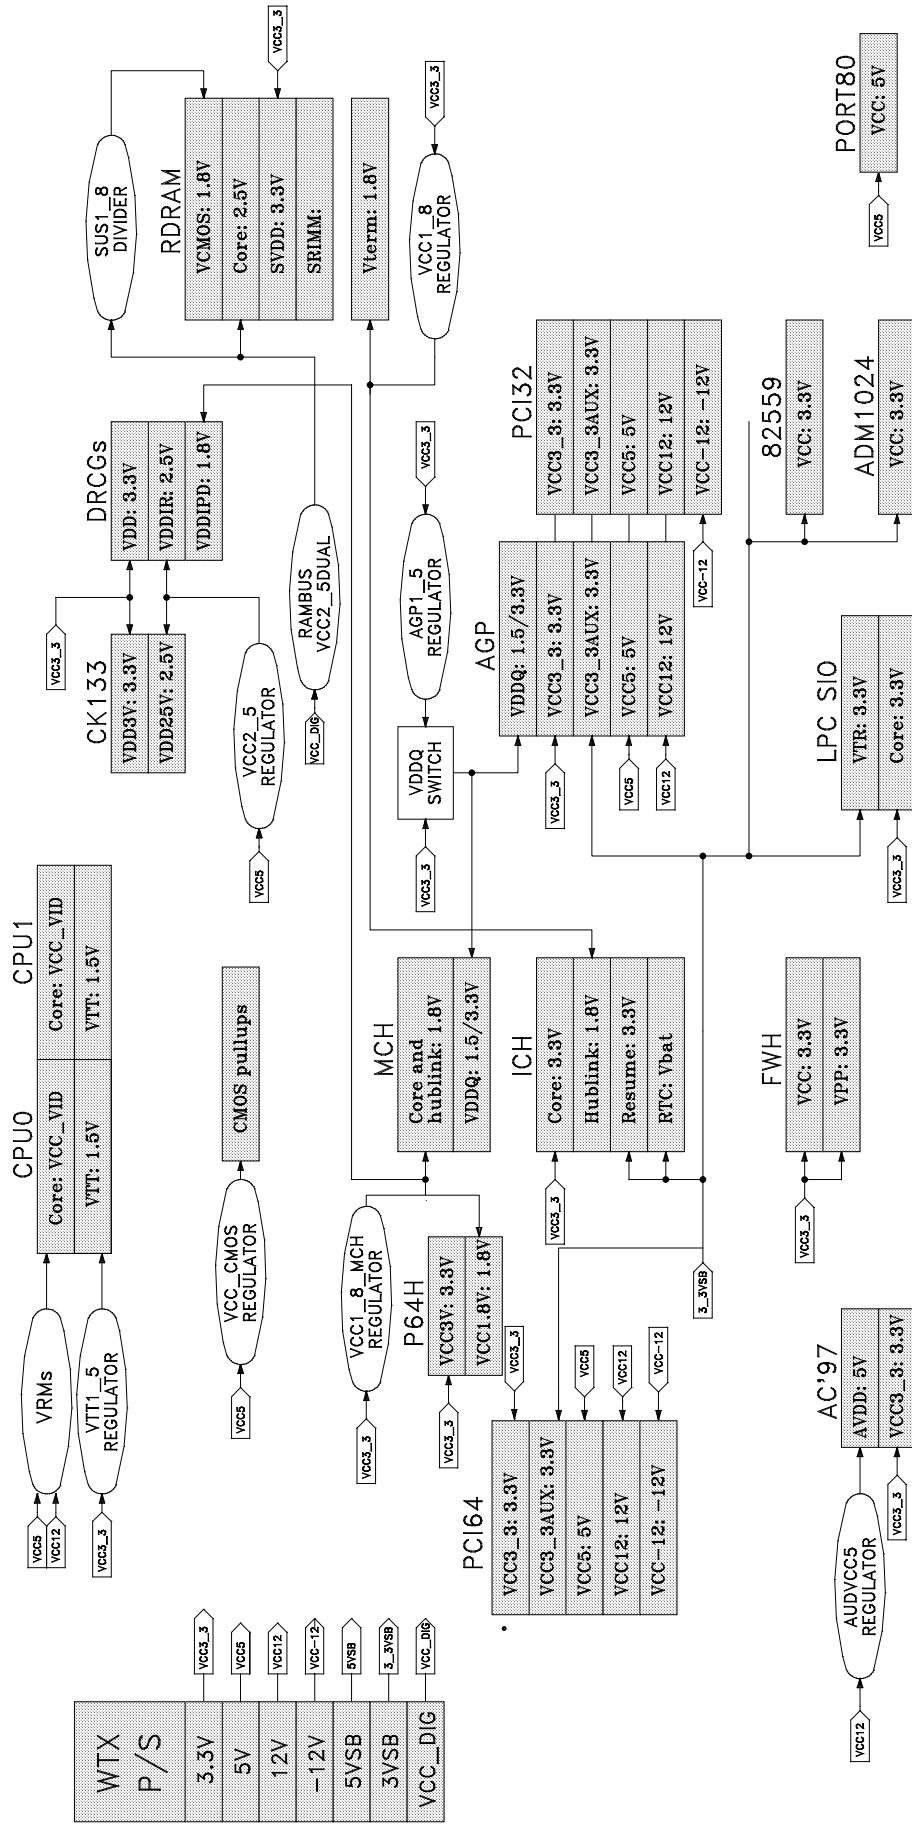 WTX
P/S
3.3V
5V
12V
-12V
5VSB
3VSB
VCC_DIG
VCC3_3
VCC5
VCC12
VCC-12
5VSB
3_3VSB
VCC_DIG
VCC5
VCC12
VRMs
VCC3_3
VTT1_5
REGULATOR
CPU0
Core: VCC_VID
VTT: 1.5V
CPU1
Core: VCC_VID
VTT: 1.5V
VCC5
VCC_CMOS
REGULATOR
CMOS pullups
CK133
VDD3V: 3.3V
VDD25V: 2.5V
VCC3_3
DRCGs
VDD: 3.3V
VDDIR: 2.5V
VDDIPD: 1.8V
VCC5
VCC2_5
REGULATOR
VCC_DIG
RAMBUS
VCC2_5DUAL
SUS1_8
DIVIDER
RDRAM
VCMOS: 1.8V
Core: 2.5V
SVDD: 3.3V
SRIMM:
VCC3_3
Vterm: 1.8V
VCC1_8
REGULATOR
VCC3_3
VCC3_3
VCC1_8_MCH
REGULATOR
P64H
VCC3V: 3.3V
VCC1.8V: 1.8V
VCC3_3
MCH
Core and
hublink: 1.8V
VDDQ: 1.5/3.3V
VCC3_3
VDDQ
SWITCH
AGP1_5
REGULATOR
VCC3_3
PCI64
VCC3_3: 3.3V
VCC3_3AUX: 3.3V
VCC5: 5V
VCC12: 12V
VCC-12: -12V
VCC3_3
VCC5
VCC12
VCC-12
ICH
Core: 3.3V
Hublink: 1.8V
Resume: 3.3V
RTC: Vbat
VCC3_3
3_3VSB
AGP
VDDQ: 1.5/3.3V
VCC3_3: 3.3V
VCC3_3AUX: 3.3V
VCC5: 5V
VCC12: 12V
VCC3_3
VCC5
VCC12
PCI32
VCC3_3: 3.3V
VCC3_3AUX: 3.3V
VCC5: 5V
VCC12: 12V
VCC-12: -12V
VCC-12
VCC12
AUDVCC5
REGULATOR
AC'97
AVDD: 5V
VCC3_3: 3.3V
VCC3_3
FWH
VCC: 3.3V
VPP: 3.3V
VCC3_3
LPC SIO
VTR: 3.3V
Core: 3.3V
VCC3_3
82559
VCC: 3.3V
ADM1024
VCC: 3.3V
PORT80
VCC: 5V
VCC5